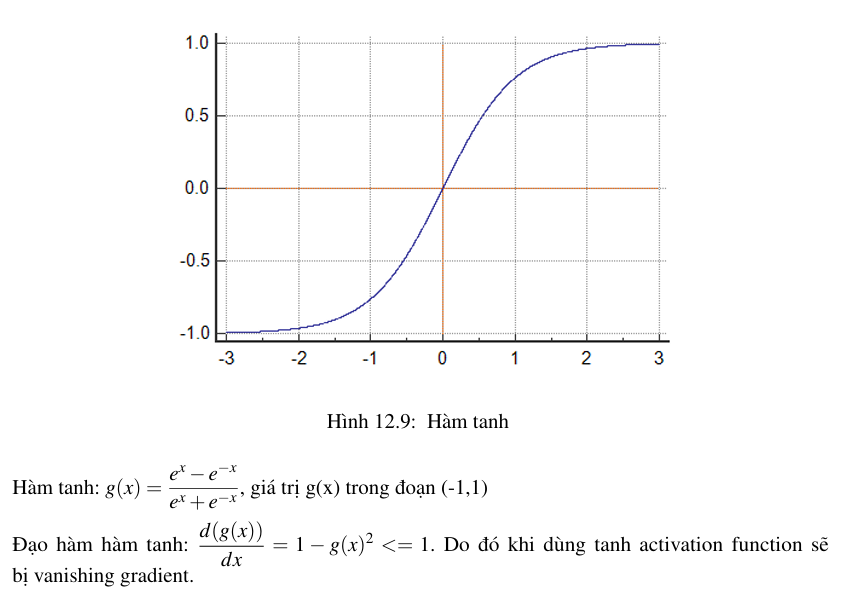 1.0
0.5
0.0
-0.5
-1.0
-3 -2 -1 0 1 2 3
Hình 12.9: Hàm tanh
Hàm tanh: g(x) = \frac{e^x - e^{-x}}{e^x + e^{-x}}, giá trị g(x) trong đoạn (-1,1)
Đạo hàm hàm tanh: \frac{d(g(x))}{dx} = 1 - g(x)^2 <= 1. Do đó khi dùng tanh activation function sẽ
bị vanishing gradient.